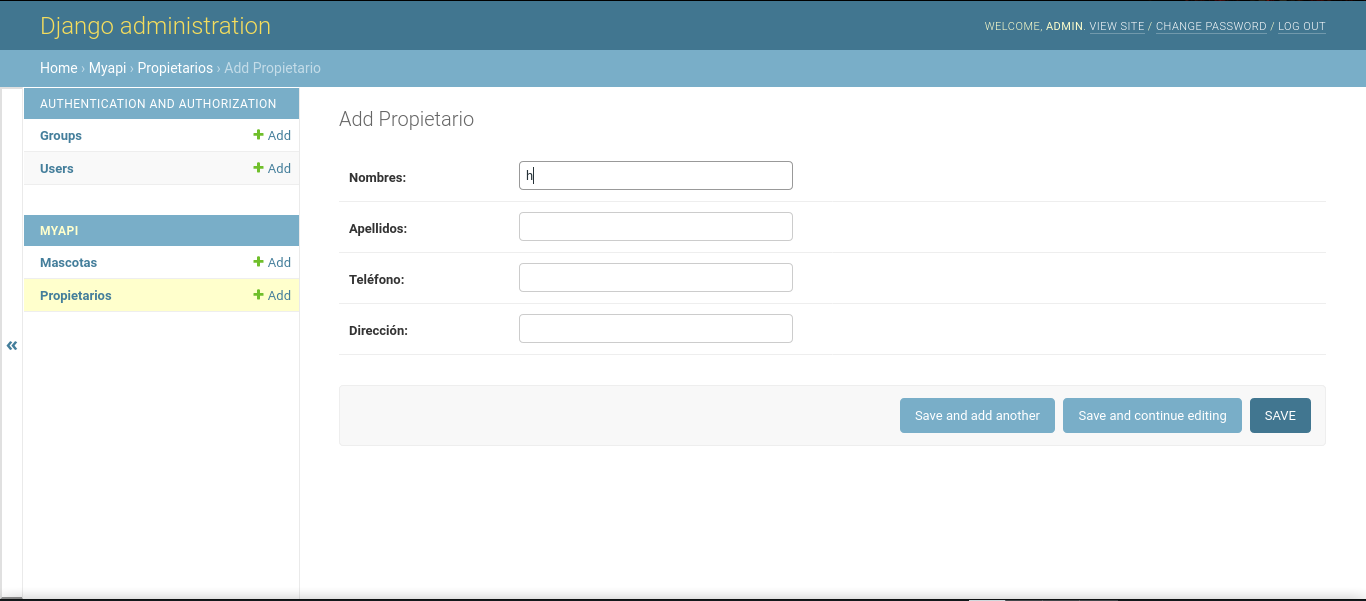 Django administration
WELCOME, ADMIN. VIEW SITE / CHANGE PASSWORD / LOG OUT
Home › Myapi › Propietarios › Add Propietario
AUTHENTICATION AND AUTHORIZATION
Groups + Add
Users + Add
MYAPI
Mascotas + Add
Propietarios + Add
«
Add Propietario
Nombres: h
Apellidos:
Teléfono:
Dirección:
Save and add another Save and continue editing SAVE